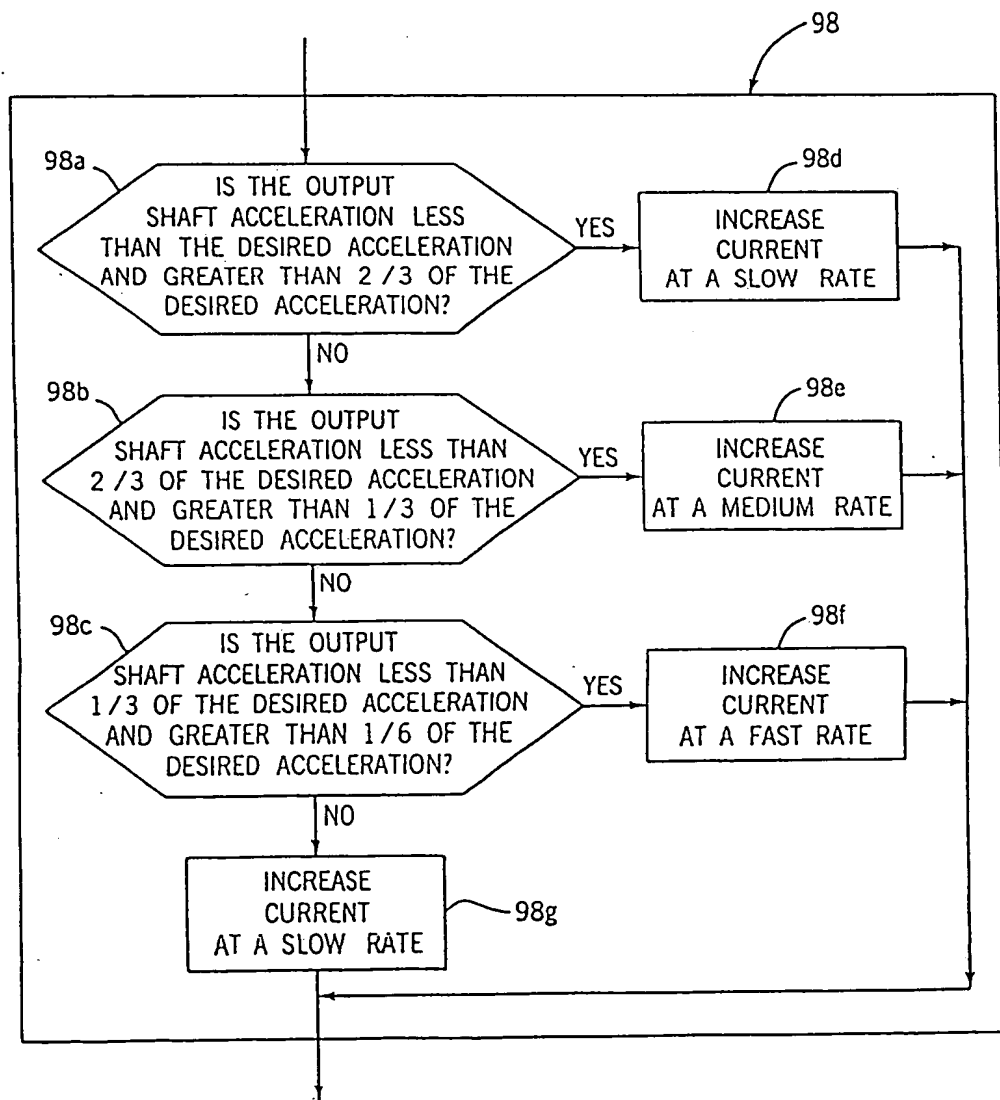 98
98a
IS THE OUTPUT
SHAFT ACCELERATION LESS
THAN THE DESIRED ACCELERATION
AND GREATER THAN 2/3 OF THE
DESIRED ACCELERATION?
YES
98d
INCREASE
CURRENT
AT A SLOW RATE
NO
98b
IS THE OUTPUT
SHAFT ACCELERATION LESS THAN
2/3 OF THE DESIRED ACCELERATION
AND GREATER THAN 1/3 OF THE
DESIRED ACCELERATION?
YES
98e
INCREASE
CURRENT
AT A MEDIUM RATE
NO
98c
IS THE OUTPUT
SHAFT ACCELERATION LESS THAN
1/3 OF THE DESIRED ACCELERATION
AND GREATER THAN 1/6 OF THE
DESIRED ACCELERATION?
YES
98f
INCREASE
CURRENT
AT A FAST RATE
NO
INCREASE
CURRENT
AT A SLOW RATE
98g